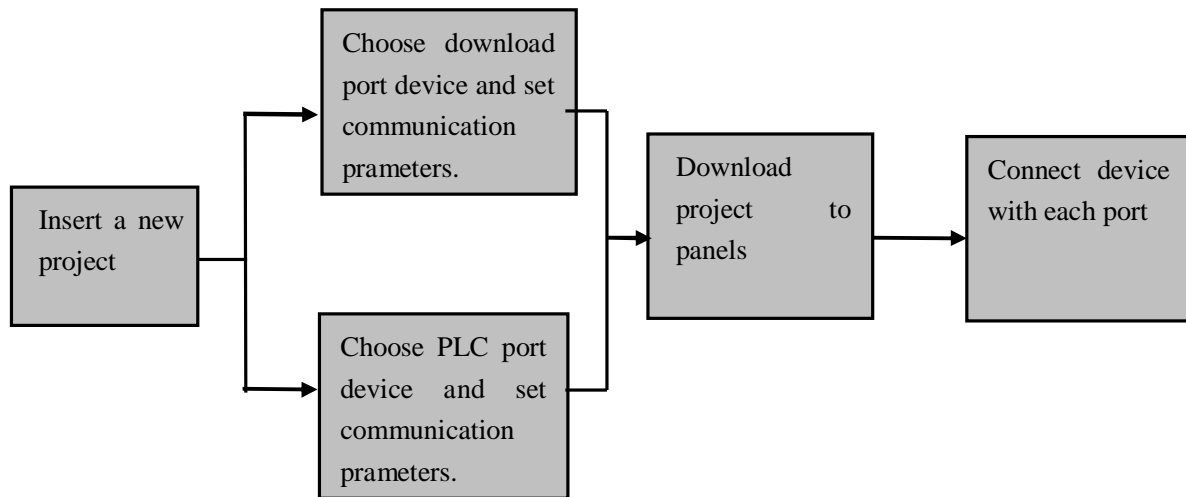 Insert a new
project
Choose download
port device and set
communication
prameters.
Choose PLC port
device and set
communication
prameters.
Download
project to
panels
Connect device
with each port